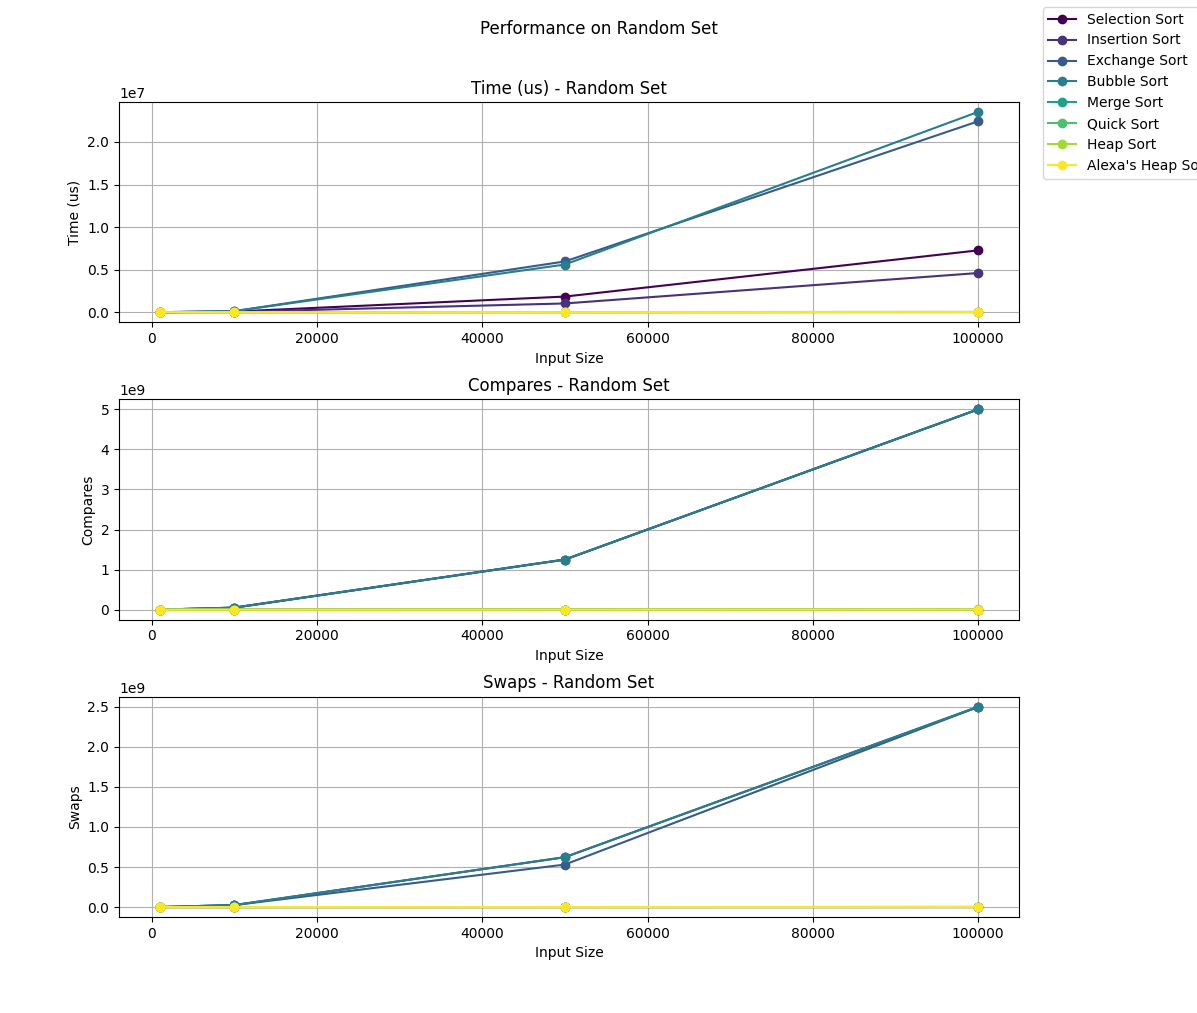 Performance on Random Set
Selection Sort
Insertion Sort
Exchange Sort
Bubble Sort
Merge Sort
Quick Sort
Heap Sort
Alexa's Heap So
Time (us) - Random Set
1e7
2.0
1.5
1.0
0.5
0.0
Time (us)
0 20000 40000 60000 80000 100000
Input Size
Compares - Random Set
1e9
5
4
3
2
1
0
Compares
0 20000 40000 60000 80000 100000
Input Size
Swaps - Random Set
1e9
2.5
2.0
1.5
1.0
0.5
0.0
Swaps
0 20000 40000 60000 80000 100000
Input Size